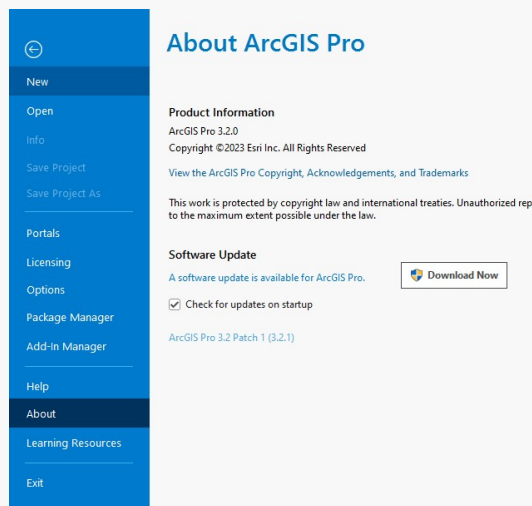 New
Open
Info
Save Project
Save Project As
Portals
Licensing
Options
Package Manager
Add-In Manager
Help
About
Learning Resources
Exit
About ArcGIS Pro
Product Information
ArcGIS Pro 3.2.0
Copyright ©2023 Esri Inc. All Rights Reserved
View the ArcGIS Pro Copyright, Acknowledgements, and Trademarks
This work is protected by copyright law and international treaties. Unauthorized rep
to the maximum extent possible under the law.
Software Update
A software update is available for ArcGIS Pro.
Download Now
Check for updates on startup
ArcGIS Pro 3.2 Patch 1 (3.2.1)